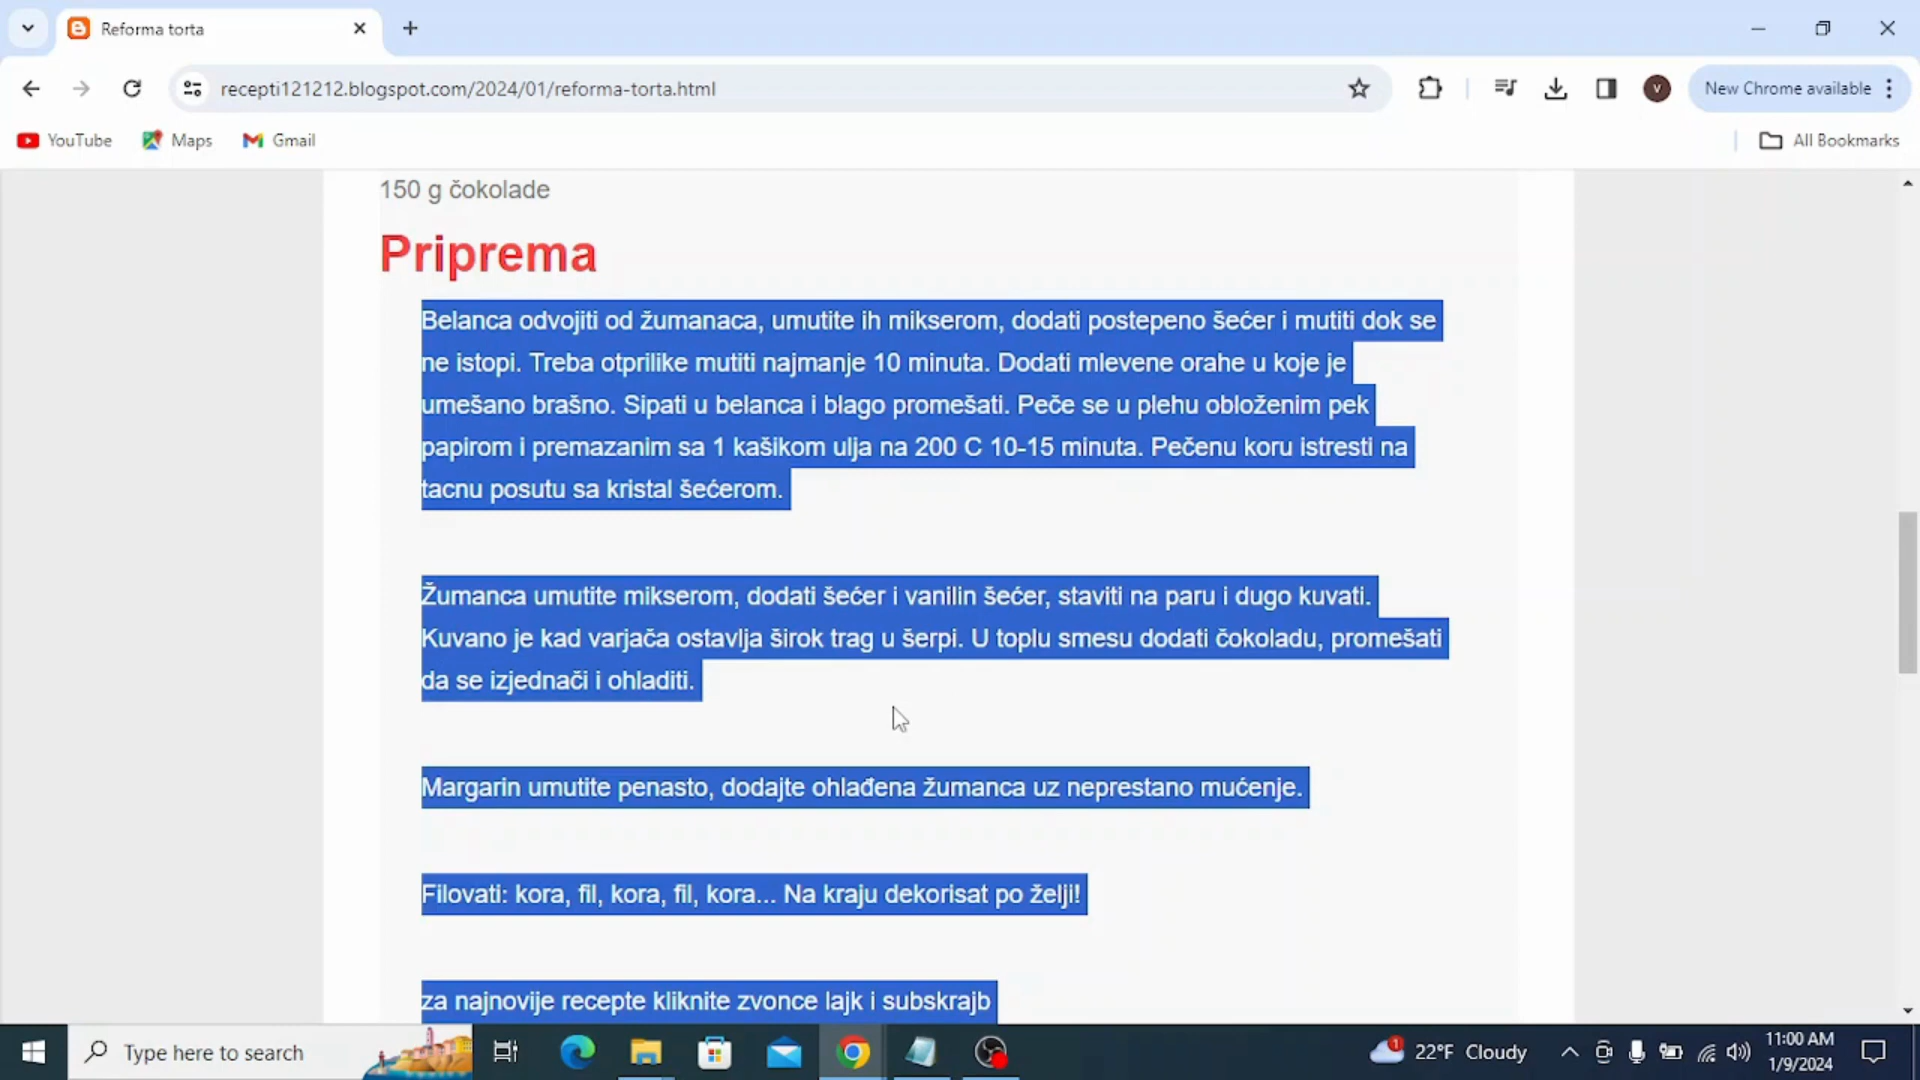 Reforma torta
recepti121212.blogspot.com/2024/01/reforma-torta.html
V
New Chrome available
YouTube
Maps
Gmail
All Bookmarks
150 g čokolade
Priprema
Belanca odvojiti od žumanaca, umutite ih mikserom, dodati postepeno šećer i mutiti dok se
ne istopi. Treba otprilike mutiti najmanje 10 minuta. Dodati mlevene orahe u koje je
umešano brašno. Sipati u belanca i blago promešati. Peče se u plehu obloženim pek
papirom i premazanim sa 1 kašikom ulja na 200 C 10-15 minuta. Pečenu koru istresti na
tacnu posutu sa kristal šećerom.
Žumanca umutite mikserom, dodati šećer i vanilin šećer, staviti na paru i dugo kuvati.
Kuvano je kad varjača ostavlja širok trag u šerpi. U toplu smesu dodati čokoladu, promešati
da se izjednači i ohladiti.
Margarin umutite penasto, dodajte ohlađena žumanca uz neprestano mućenje.
Filovati: kora, fil, kora, fil, kora... Na kraju dekorisat po želji!
za najnovije recepte kliknite zvonce lajk i subskrajb
Type here to search
1
22°F Cloudy
11:00 AM
1/9/2024